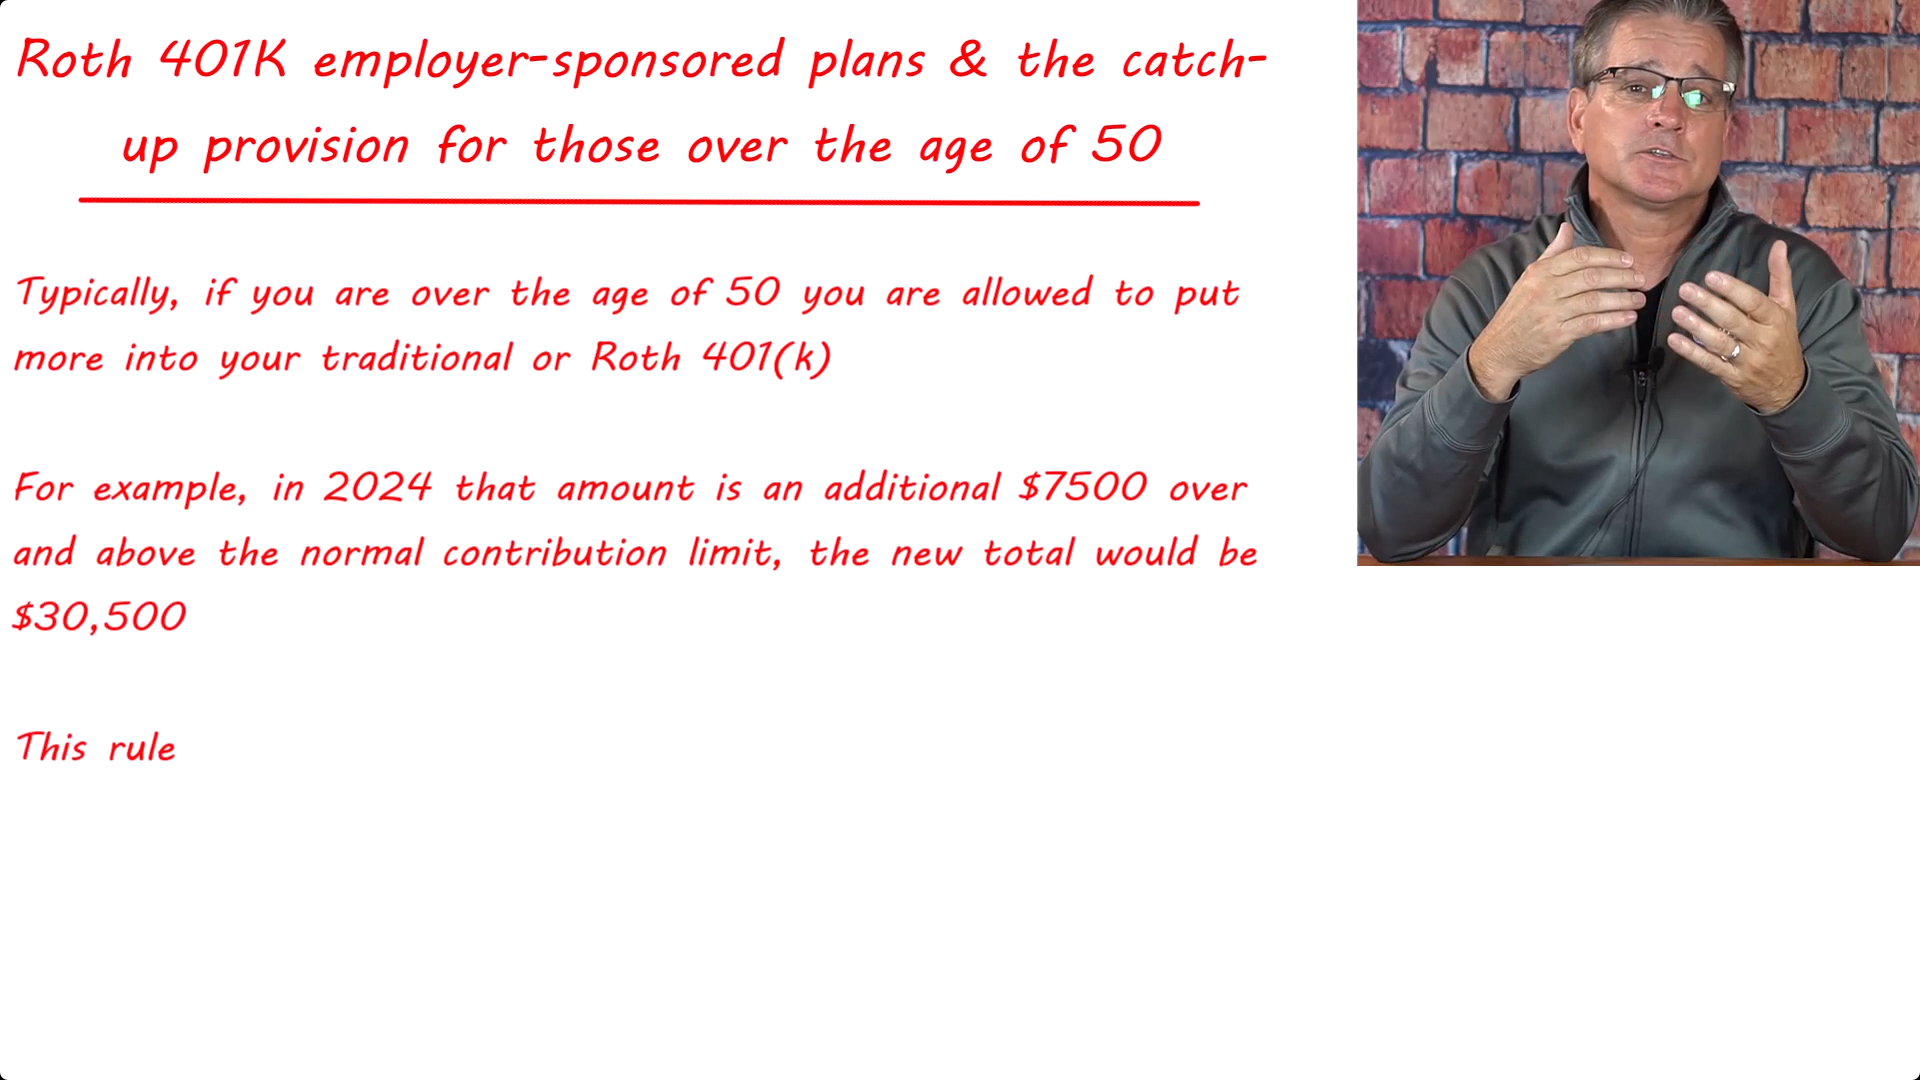 Roth 401K employer-sponsored plans & the catch-
up provision for those over the age of 50
Typically, if you are over the age of 50 you are allowed to put
more into your traditional or Roth 401(k)
For example, in 2024 that amount is an additional $7500 over
and above the normal contribution limit, the new total would be
$30,500
This rule